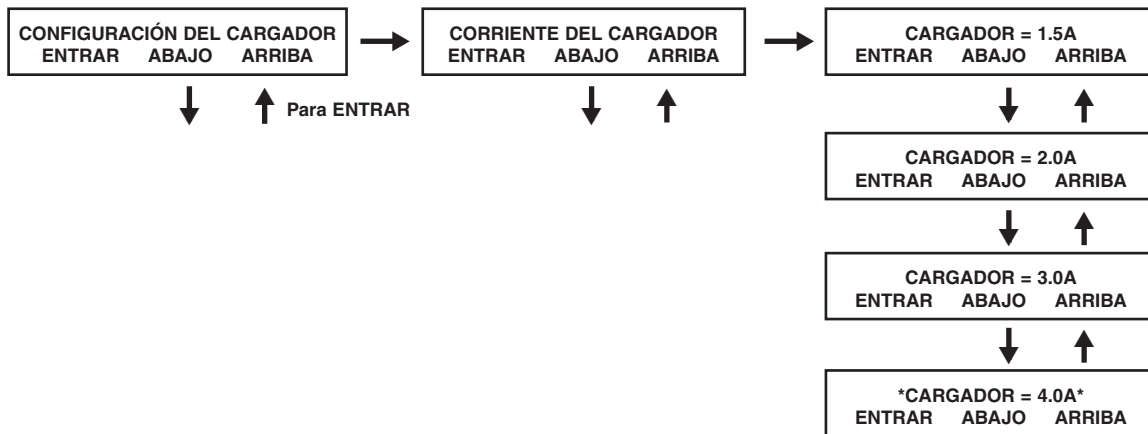 CONFIGURACIÓN DEL CARGADOR
ENTRAR ABAJO ARRIBA
Para ENTRAR
CORRIENTE DEL CARGADOR
ENTRAR ABAJO ARRIBA
CARGADOR = 1.5A
ENTRAR ABAJO ARRIBA
CARGADOR = 2.0A
ENTRAR ABAJO ARRIBA
CARGADOR = 3.0A
ENTRAR ABAJO ARRIBA
*CARGADOR = 4.0A*
ENTRAR ABAJO ARRIBA